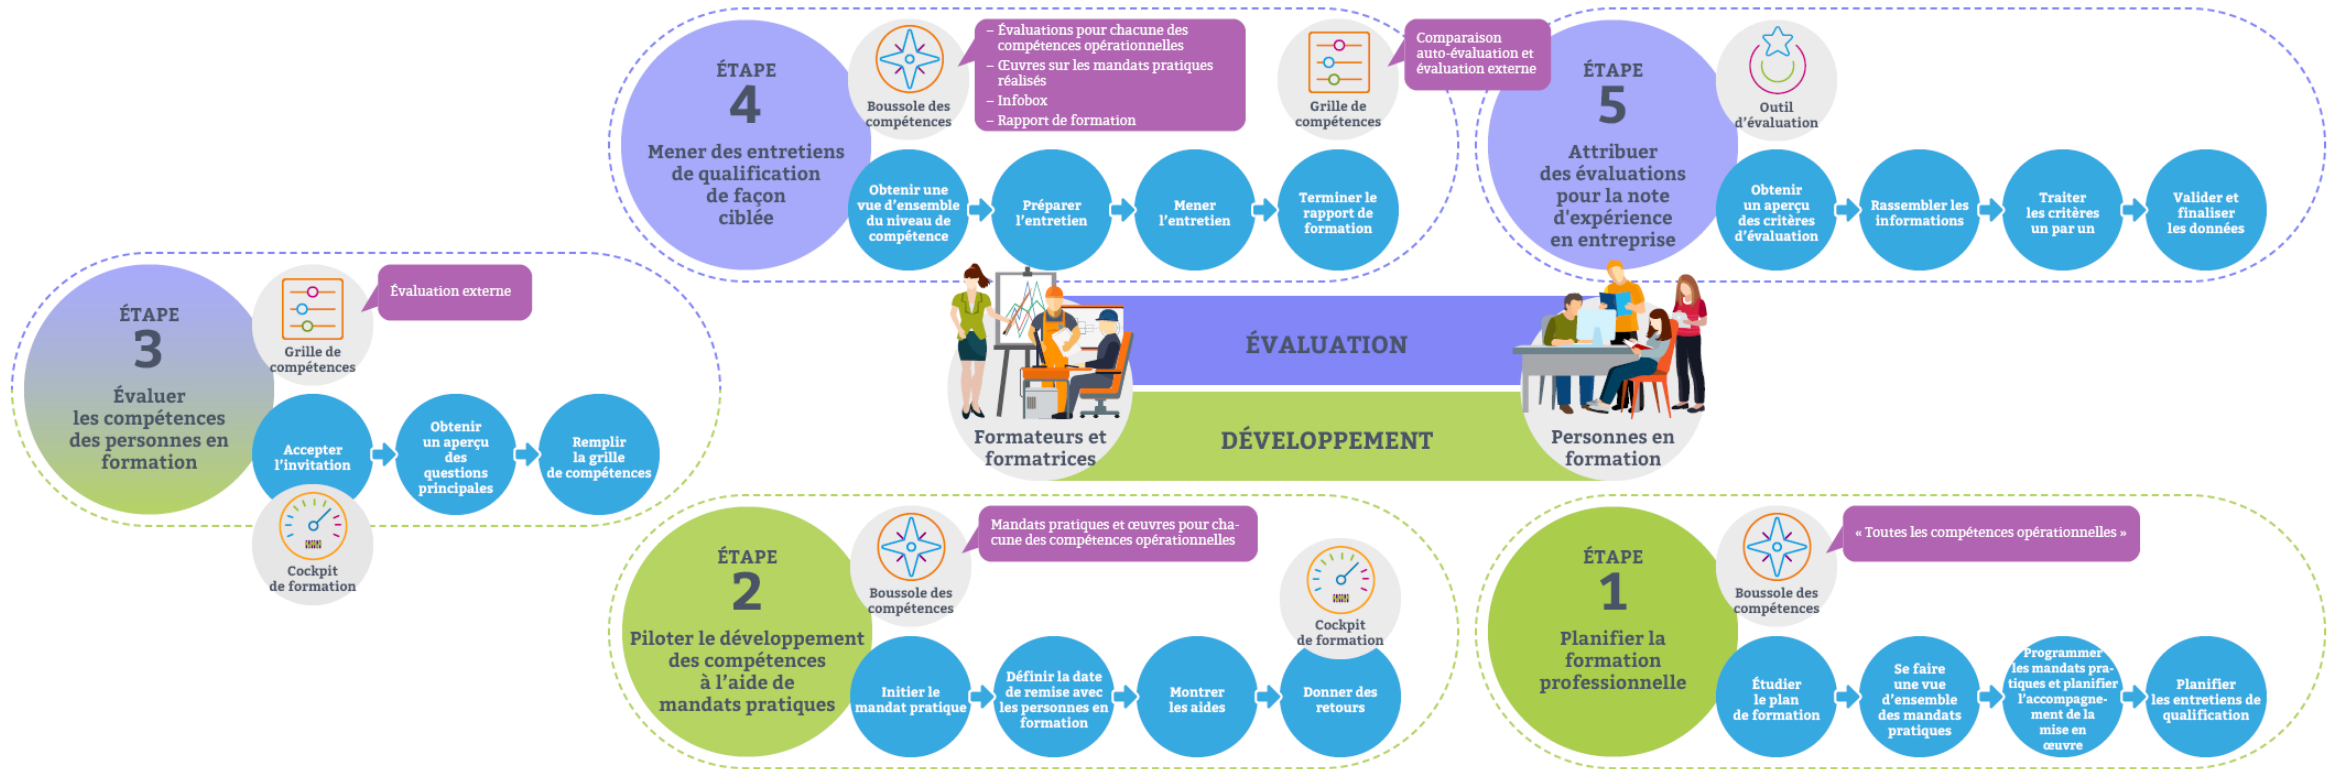 ÉTAPE
4
Mener des entretiens
de qualification
de façon
ciblée
Boussole des
compétences
– Évaluations pour chacune des
compétences opérationnelles
– Œuvres sur les mandats pratiques
réalisés
– Infobox
– Rapport de formation
Grille de
compétences
Comparaison
auto-évaluation et
évaluation externe
Obtenir une
vue d’ensemble
du niveau de
compétence
Préparer
l’entretien
Mener
l’entretien
Terminer le
rapport de
formation
ÉTAPE
5
Attribuer
des évaluations
pour la note
d'expérience
en entreprise
Outil
d’évaluation
Obtenir
un aperçu
des critères
d’évaluation
Rassembler les
informations
Traiter
les critères
un par un
Valider et
finaliser
les données
ÉTAPE
3
Évaluer
les compétences
des personnes en
formation
Grille de
compétences
Évaluation externe
Accepter
l’invitation
Obtenir
un aperçu
des
questions
principales
Remplir
la grille
de compétences
Cockpit
de formation
ÉVALUATION
DÉVELOPPEMENT
Formateurs et
formatrices
Personnes en
formation
ÉTAPE
2
Piloter le développement
des compétences
à l’aide de
mandats pratiques
Boussole des
compétences
Mandats pratiques et œuvres pour cha-
cune des compétences opérationnelles
Cockpit
de formation
Initier le
mandat pratique
Définir la date
de remise avec
les personnes en
formation
Montrer
les aides
Donner des
retours
ÉTAPE
1
Planifier la
formation
professionnelle
Boussole des
compétences
« Toutes les compétences opérationnelles »
Étudier
le plan
de formation
Se faire
une vue
d’ensemble
des mandats
pratiques
Programmer
les mandats pra-
tiques et planifier
l’accompagne-
ment de la
mise en
œuvre
Planifier
les entretiens de
qualification